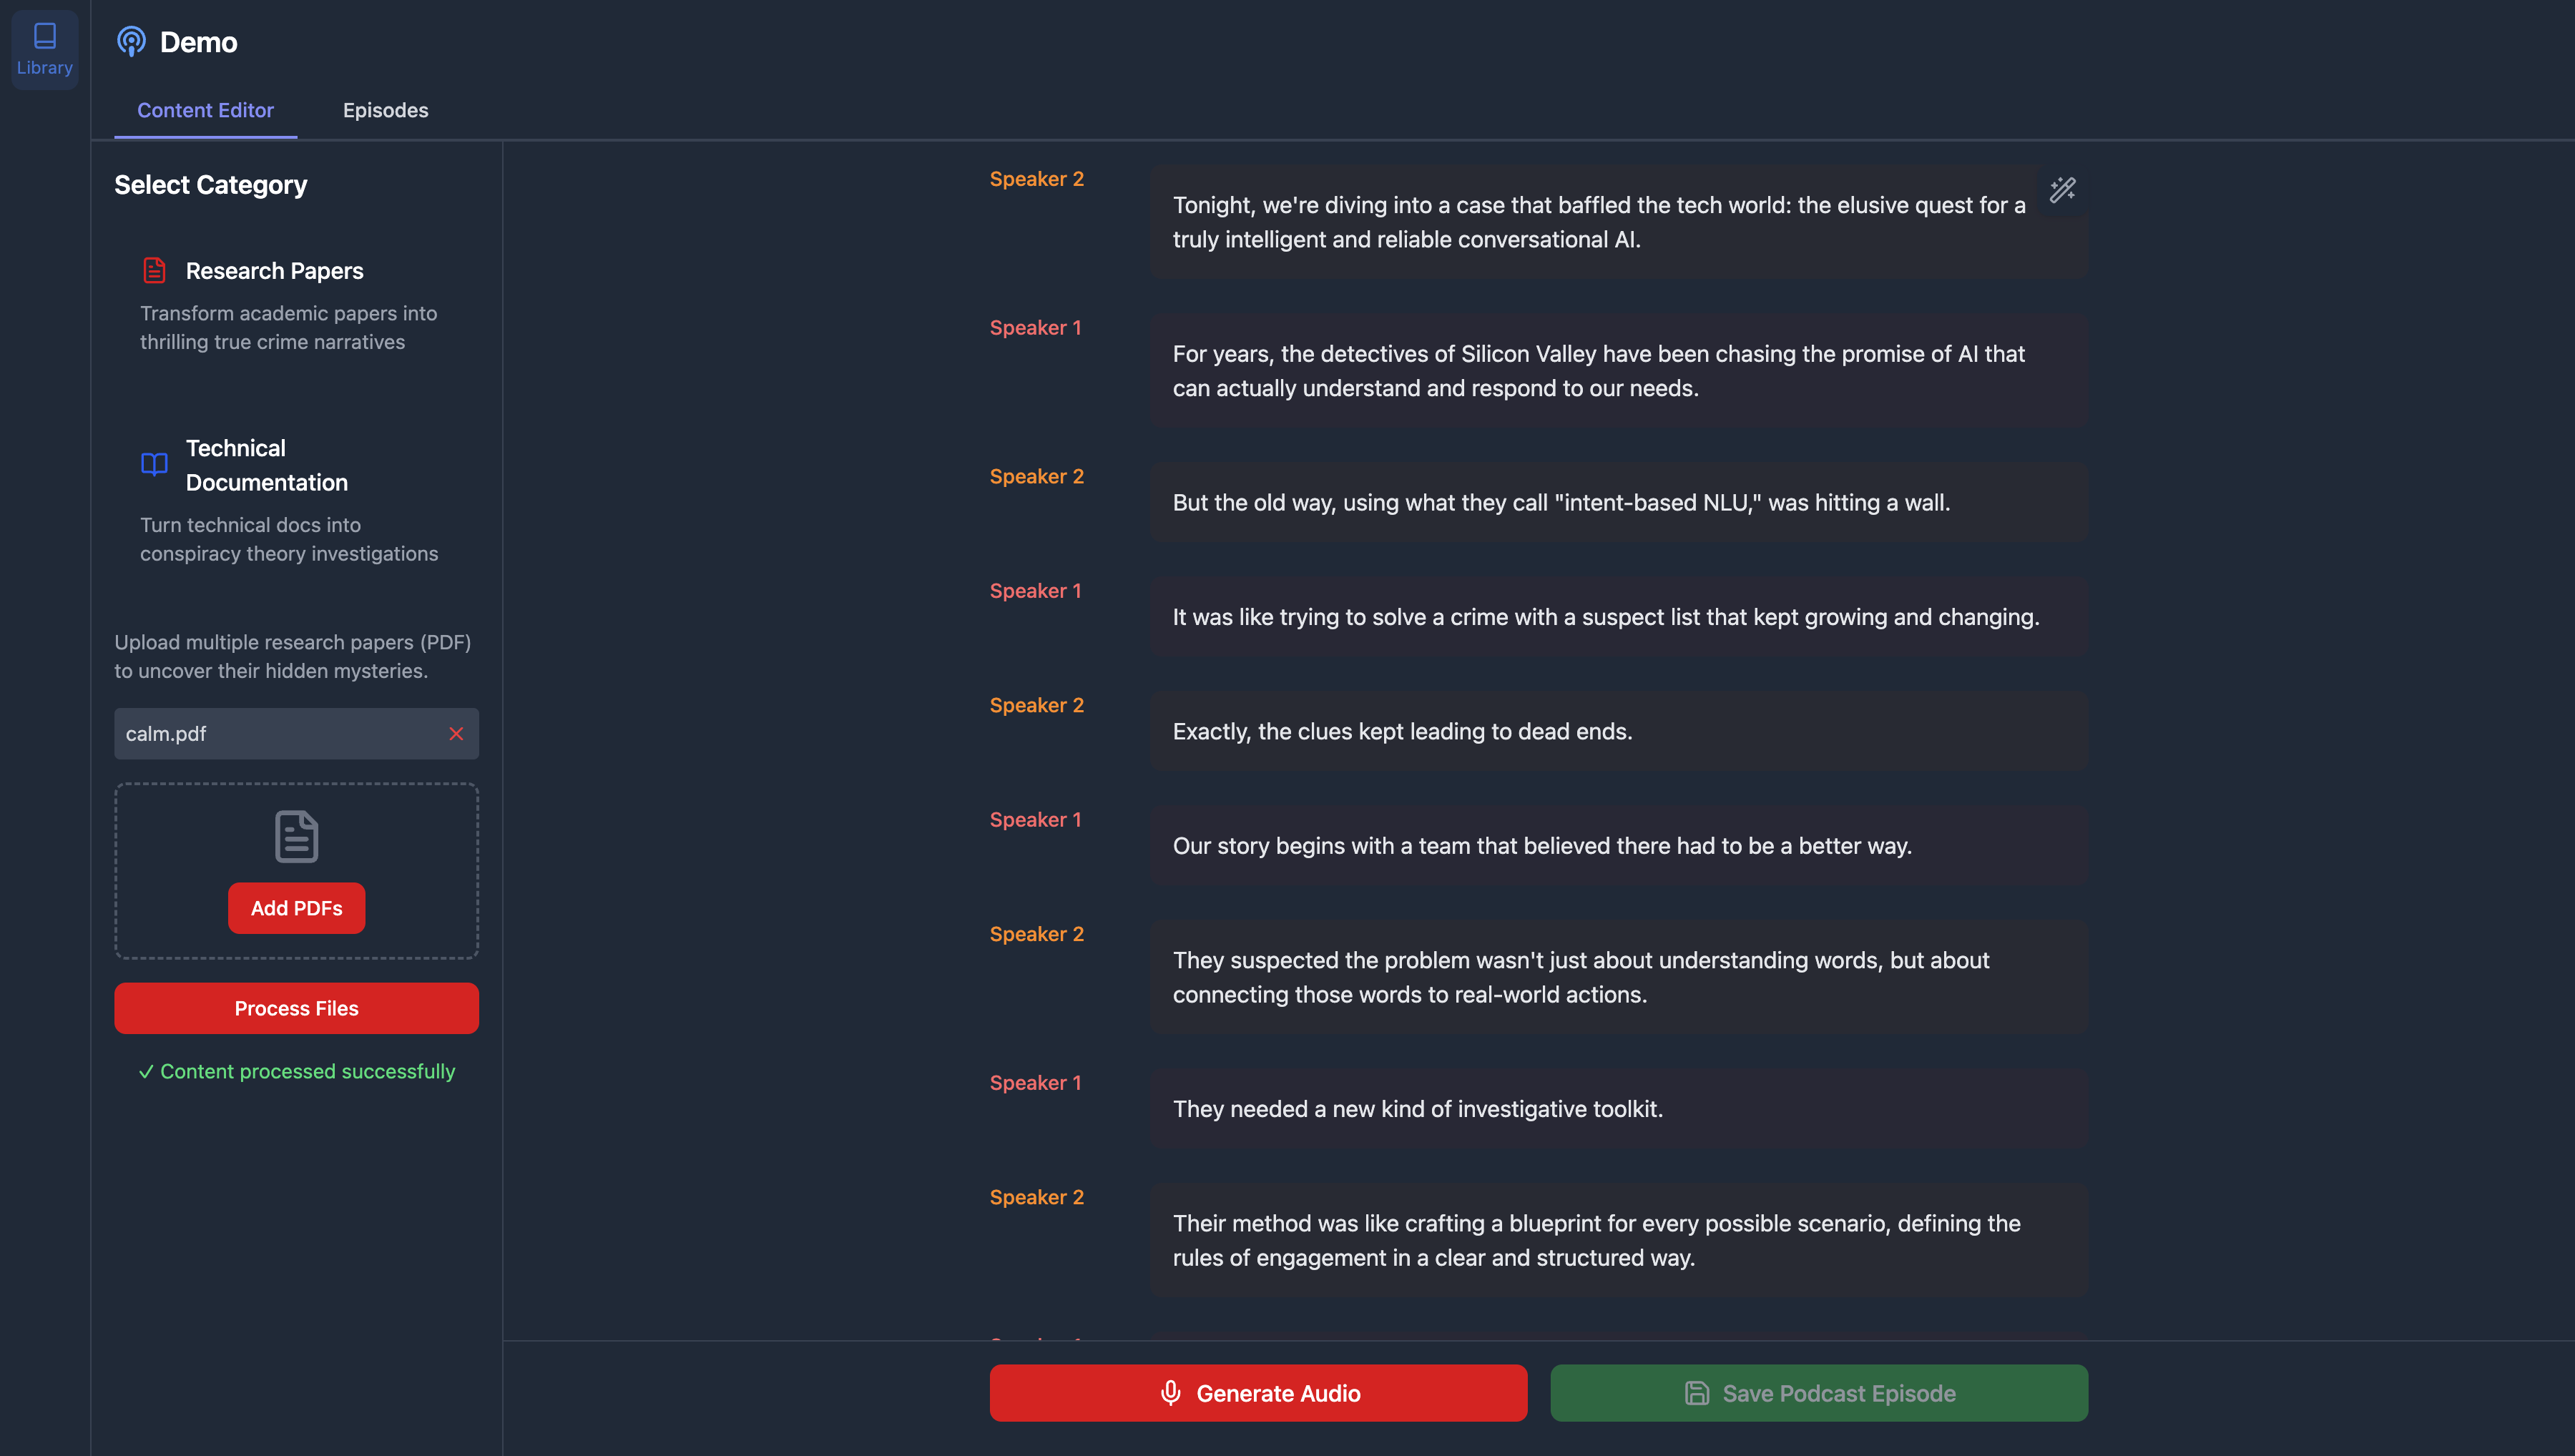 Library
Demo
Content Editor
Episodes
Select Category
Research Papers
Transform academic papers into
thrilling true crime narratives
Technical
Documentation
Turn technical docs into
conspiracy theory investigations
Upload multiple research papers (PDF)
to uncover their hidden mysteries.
calm.pdf
Add PDFs
Process Files
✓ Content processed successfully
Speaker 2
Tonight, we're diving into a case that baffled the tech world: the elusive quest for a
truly intelligent and reliable conversational AI.
Speaker 1
For years, the detectives of Silicon Valley have been chasing the promise of AI that
can actually understand and respond to our needs.
Speaker 2
But the old way, using what they call "intent-based NLU," was hitting a wall.
Speaker 1
It was like trying to solve a crime with a suspect list that kept growing and changing.
Speaker 2
Exactly, the clues kept leading to dead ends.
Speaker 1
Our story begins with a team that believed there had to be a better way.
Speaker 2
They suspected the problem wasn't just about understanding words, but about
connecting those words to real-world actions.
Speaker 1
They needed a new kind of investigative toolkit.
Speaker 2
Their method was like crafting a blueprint for every possible scenario, defining the
rules of engagement in a clear and structured way.
Generate Audio
Save Podcast Episode